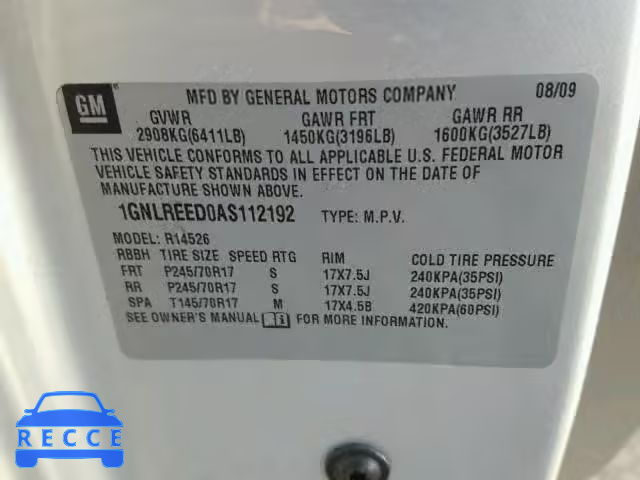 GM
MFD BY GENERAL MOTORS COMPANY 08/09
GVWR GAWR FRT GAWR RR
2908KG(6411LB) 1450KG(3196LB) 1600KG(3527LB)
THIS VEHICLE CONFORMS TO ALL APPLICABLE U.S. FEDERAL MOTOR
VEHICLE SAFETY STANDARDS IN EFFECT ON THE DATE OF
MANUFACTURE SHOWN ABOVE.
1GNLREED0AS112192 TYPE: M.P.V.
MODEL: R14526
RBBH TIRE SIZE SPEED RTG RIM COLD TIRE PRESSURE
FRT P245/70R17 S 17X7.5J 240KPA(35PSI)
RR P245/70R17 S 17X7.5J 240KPA(35PSI)
SPA T145/70R17 M 17X4.5B 420KPA(60PSI)
SEE OWNER'S MANUAL FOR MORE INFORMATION.
RECCE